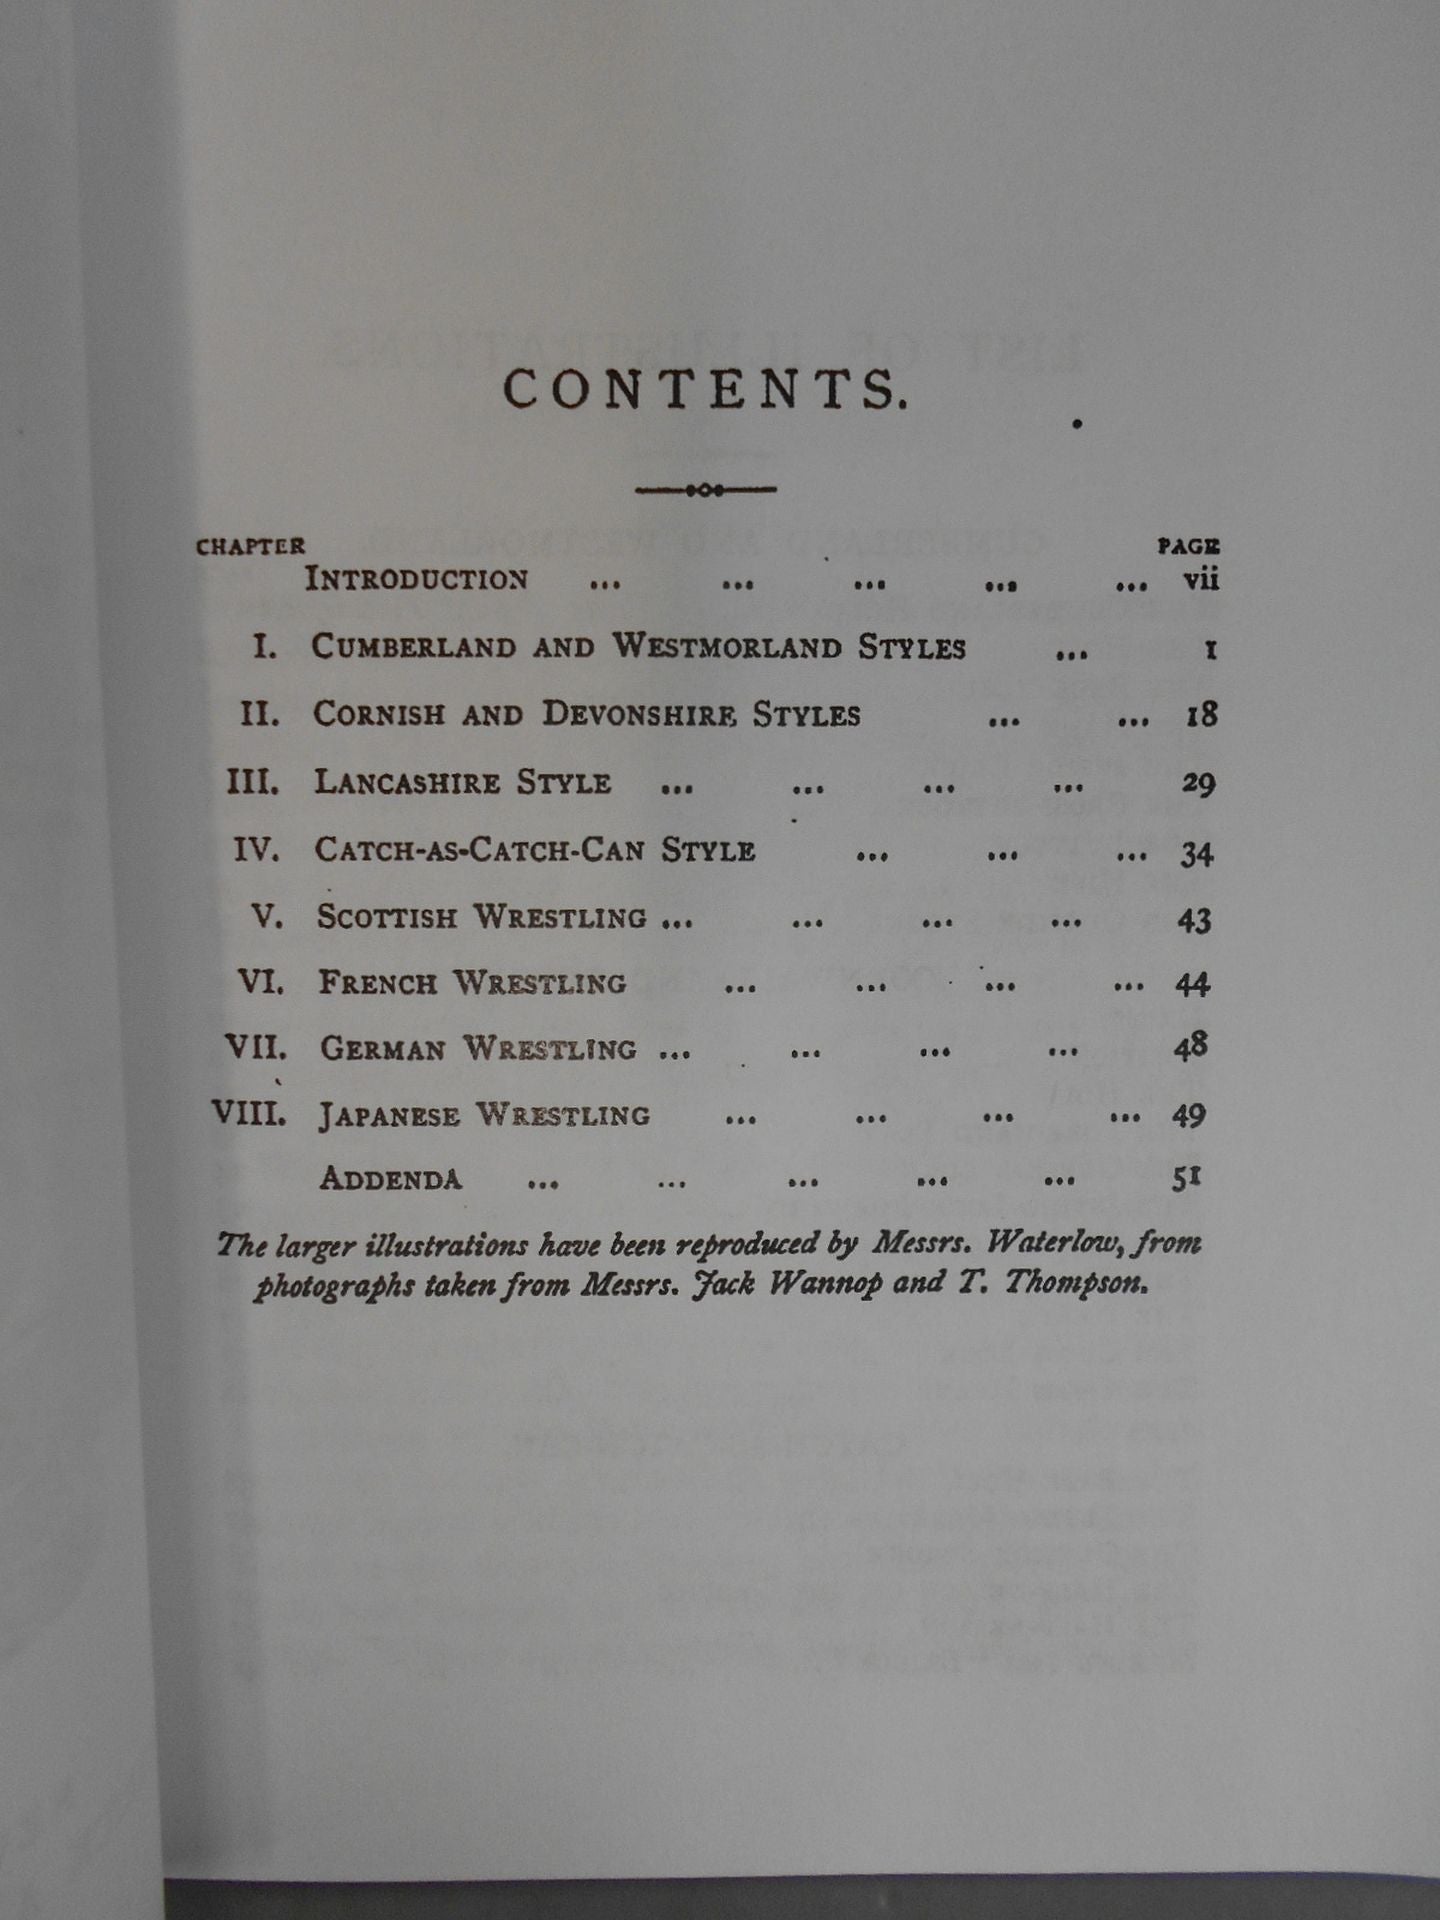 CONTENTS.
CHAPTER PAGE
INTRODUCTION ... ... ... ... ... vii
I. CUMBERLAND AND WESTMORLAND STYLES ... 1
II. CORNISH AND DEVONSHIRE STYLES ... ... 18
III. LANCASHIRE STYLE ... ... ... ... 29
IV. CATCH-AS-CATCH-CAN STYLE ... ... ... 34
V. SCOTTISH WRESTLING ... ... ... ... 43
VI. FRENCH WRESTLING ... ... ... ... 44
VII. GERMAN WRESTLING ... ... ... ... 48
VIII. JAPANESE WRESTLING ... ... ... ... 49
ADDENDA ... ... ... ... ... 51
The larger illustrations have been reproduced by Messrs. Waterlow, from
photographs taken from Messrs. Jack Wannop and T. Thompson.